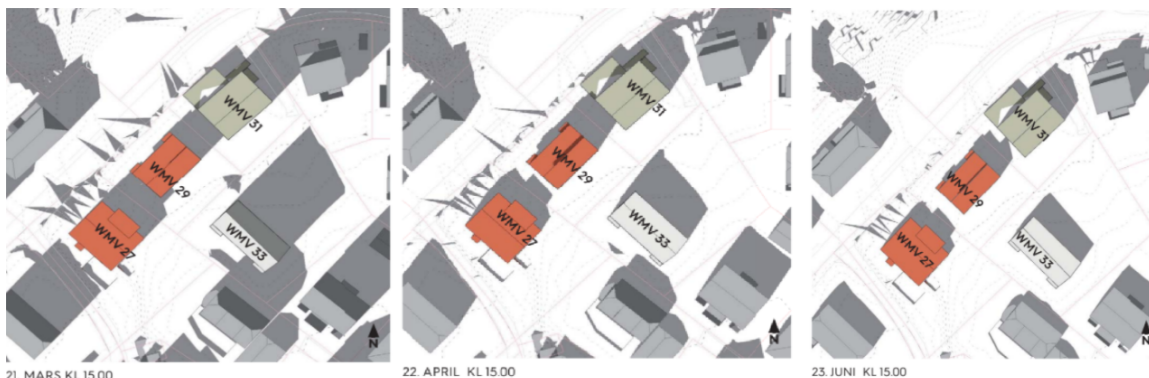 WMV 31
WMV 29
WMV 27
WMV 33
N
21. MARS KL 15.00
WMV 31
WMV 29
WMV 27
WMV 33
N
22. APRIL KL 15.00
WMV 31
WMV 29
WMV 27
WMV 33
N
23. JUNI KL 15.00